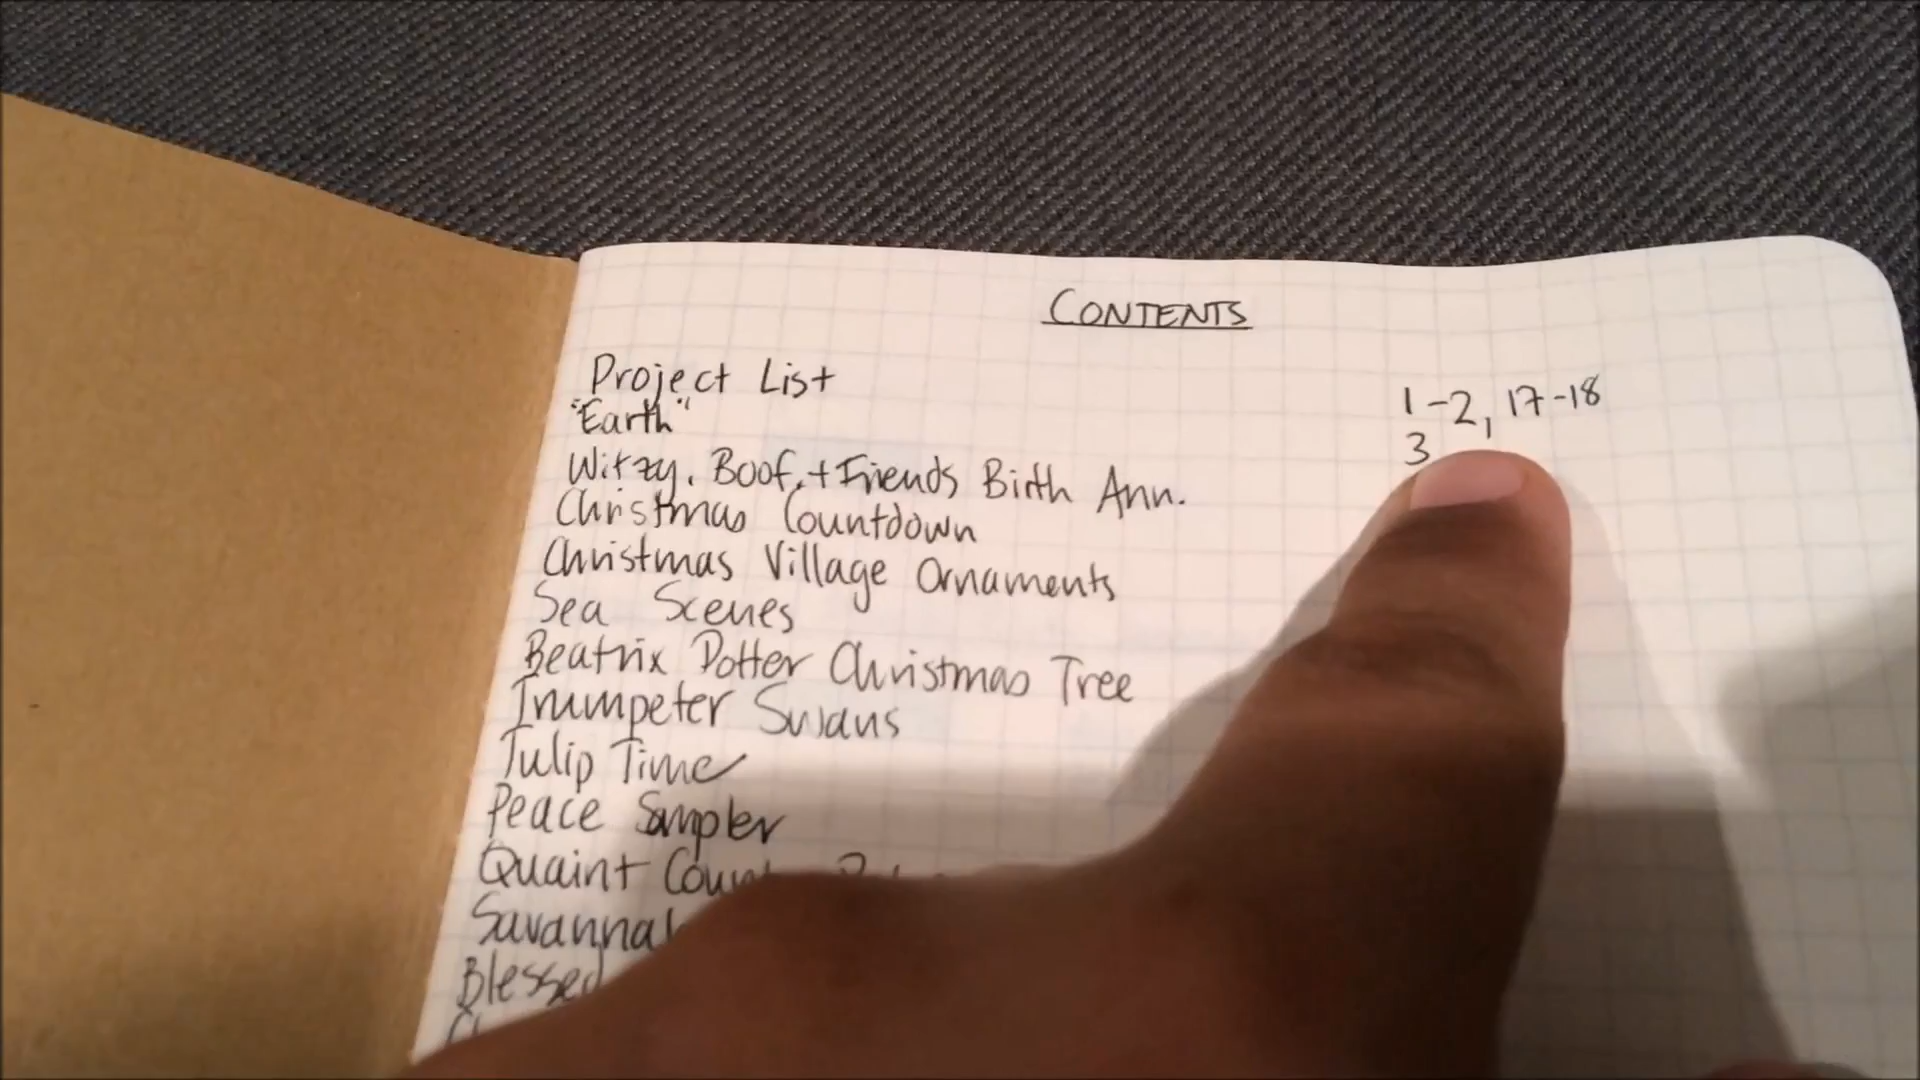 CONTENTS
Project List 1-2, 17-18
"Earth" 3
Witzy, Boof, + Friends Birth Ann.
Christmas Countdown
Christmas Village Ornaments
Sea Scenes
Beatrix Potter Christmas Tree
Trumpeter Swans
Tulip Time
Peace Sampler
Quaint
Blessed